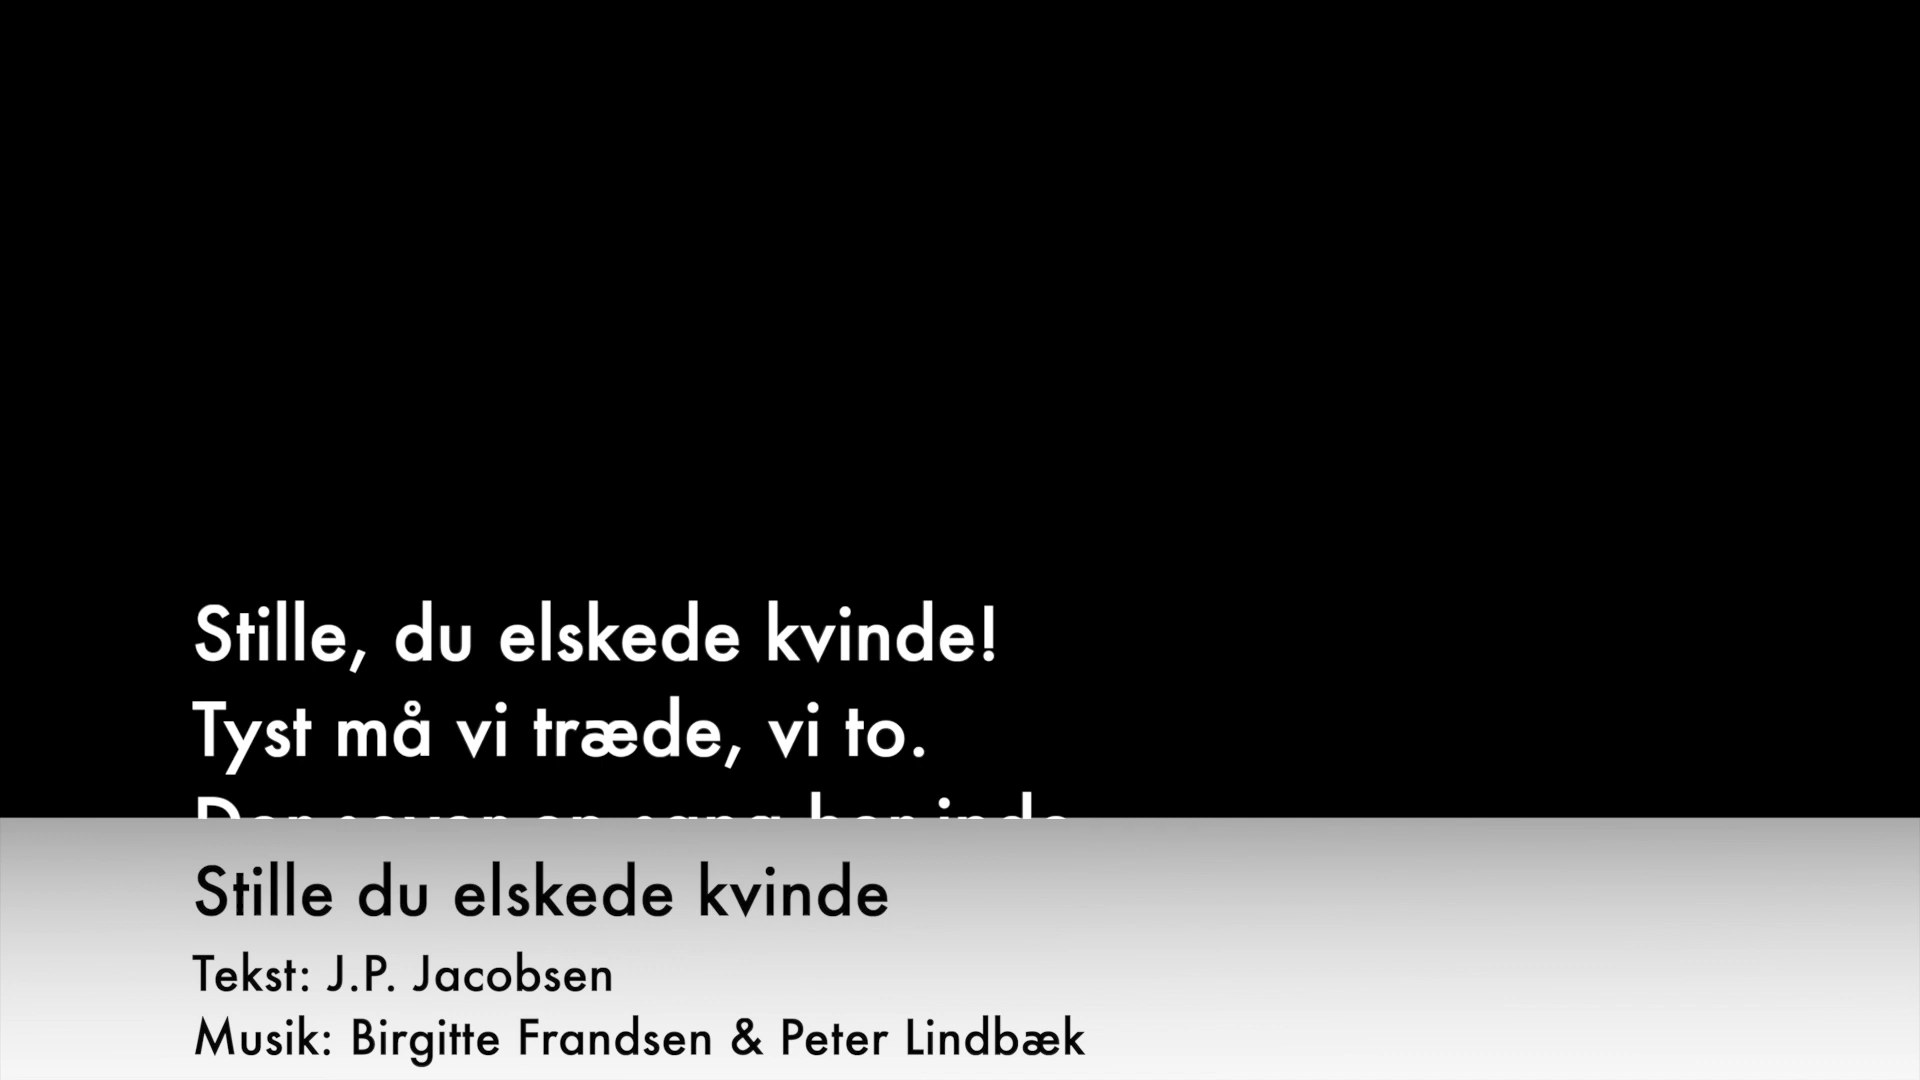 Stille, du elskede kvinde!
Tyst må vi træde, vi to.
Stille du elskede kvinde
Tekst: J.P. Jacobsen
Musik: Birgitte Frandsen & Peter Lindbæk